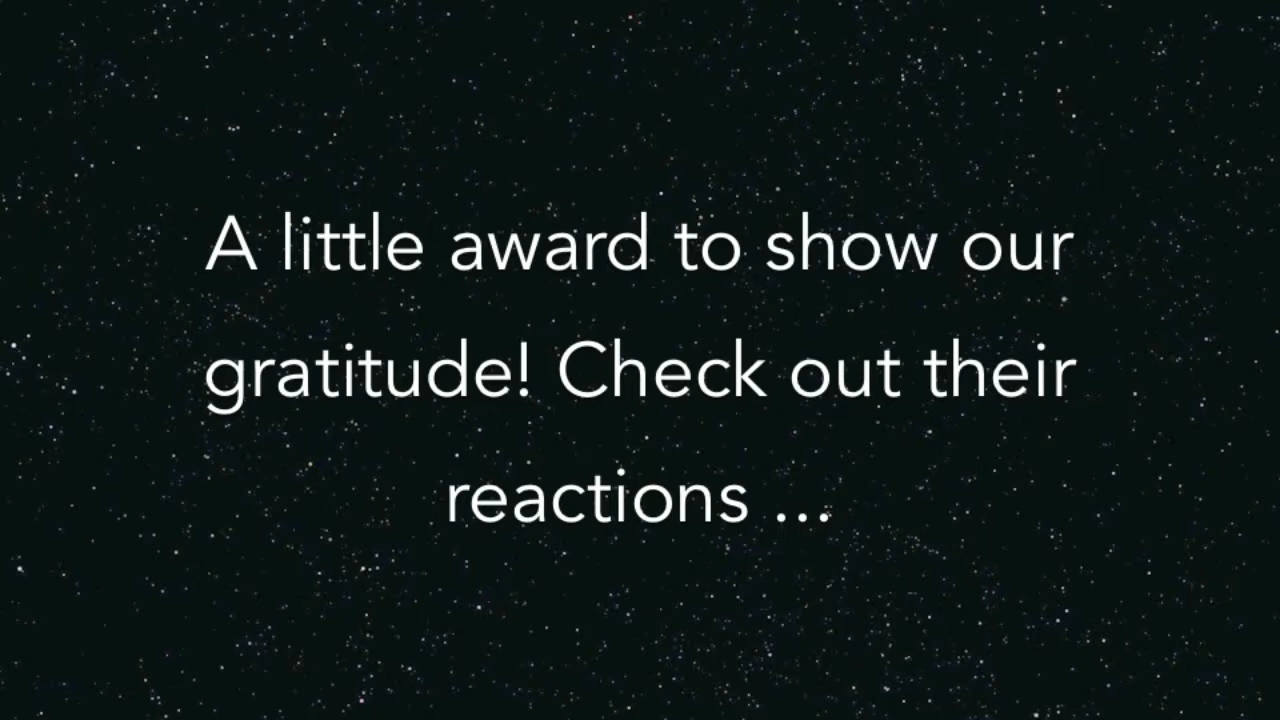 A little award to show our
gratitude! Check out their
reactions ...